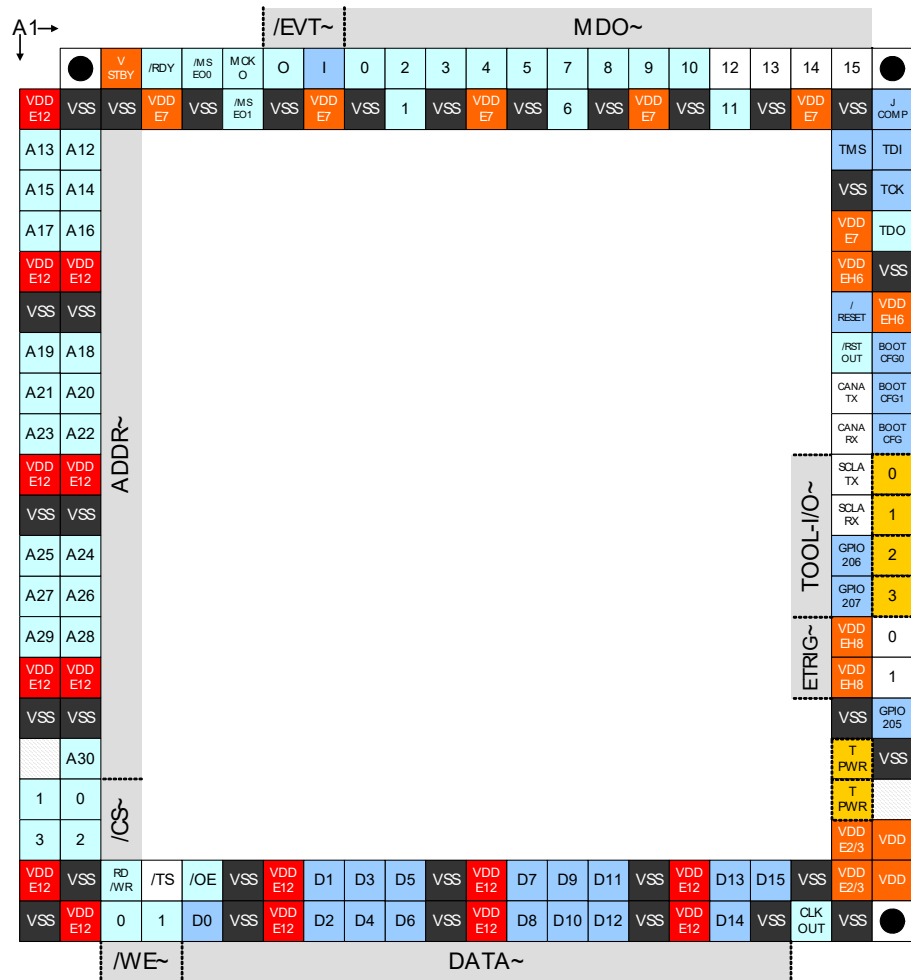 A1
/EVT~ MDO~
V STBY /RDY /MS EO0 MCK O O I 0 2 3 4 5 7 8 9 10 12 13 14 15
VDD E12 VSS VSS VDD E7 VSS /MS EO1 VSS VDD E7 VSS 1 VSS VDD E7 VSS 6 VSS VDD E7 VSS 11 VSS VDD E7 VSS J COMP
A13 A12 TMS TDI
A15 A14 VSS TCK
A17 A16 VDD E7 TDO
VDD E12 VDD E12 VDD EH6 VSS
VSS VSS / RESET VDD EH6
A19 A18 /RST OUT BOOT CFG0
A21 A20 CANA TX BOOT CFG1
A23 A22 CANA RX BOOT CFG
ADDR~
VDD E12 VDD E12 SCLA TX 0
VSS VSS SCLA RX 1
TOOL-I/O~
A25 A24 GPIO 206 2
A27 A26 GPIO 207 3
A29 A28 VDD EH8 0
ETRIG~
VDD E12 VDD E12 VDD EH8 1
VSS VSS VSS GPIO 205
A30 T PWR VSS
1 0 T PWR
/CS~
3 2 VDD E2/3 VDD
VDD E12 VSS RD /WR /TS /OE VSS VDD E12 D1 D3 D5 VSS VDD E12 D7 D9 D11 VSS VDD E12 D13 D15 VSS VDD E2/3 VDD
VSS VDD E12 0 1 D0 VSS VDD E12 D2 D4 D6 VSS VDD E12 D8 D10 D12 VSS VDD E12 D14 VSS CLK OUT VSS
/WE~ DATA~